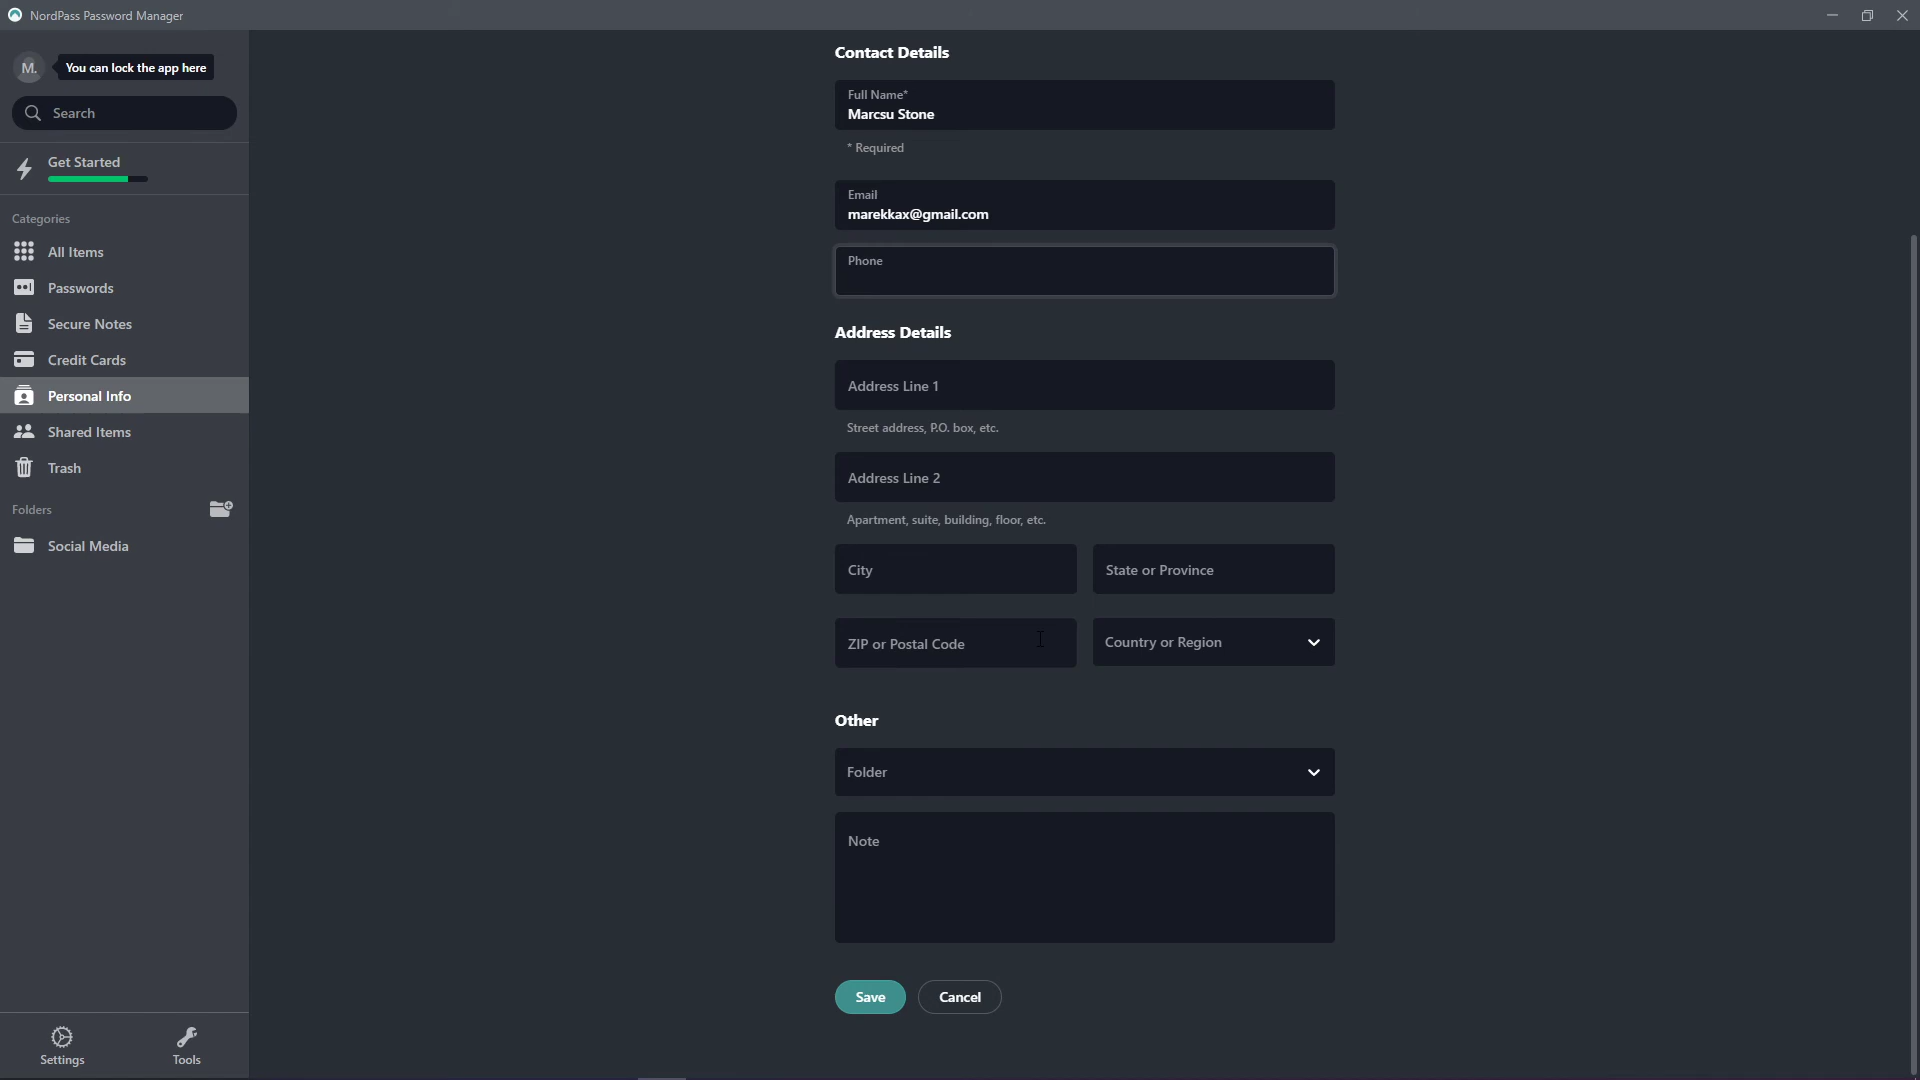 NordPass Password Manager
M.
You can lock the app here
Search
Get Started
Categories
All Items
Passwords
Secure Notes
Credit Cards
Personal Info
Shared Items
Trash
Folders
Social Media
Settings
Tools
Contact Details
Full Name*
Marcsu Stone
* Required
Email
marekkax@gmail.com
Phone
Address Details
Address Line 1
Street address, P.O. box, etc.
Address Line 2
Apartment, suite, building, floor, etc.
City
State or Province
ZIP or Postal Code
Country or Region
Other
Folder
Note
Save
Cancel